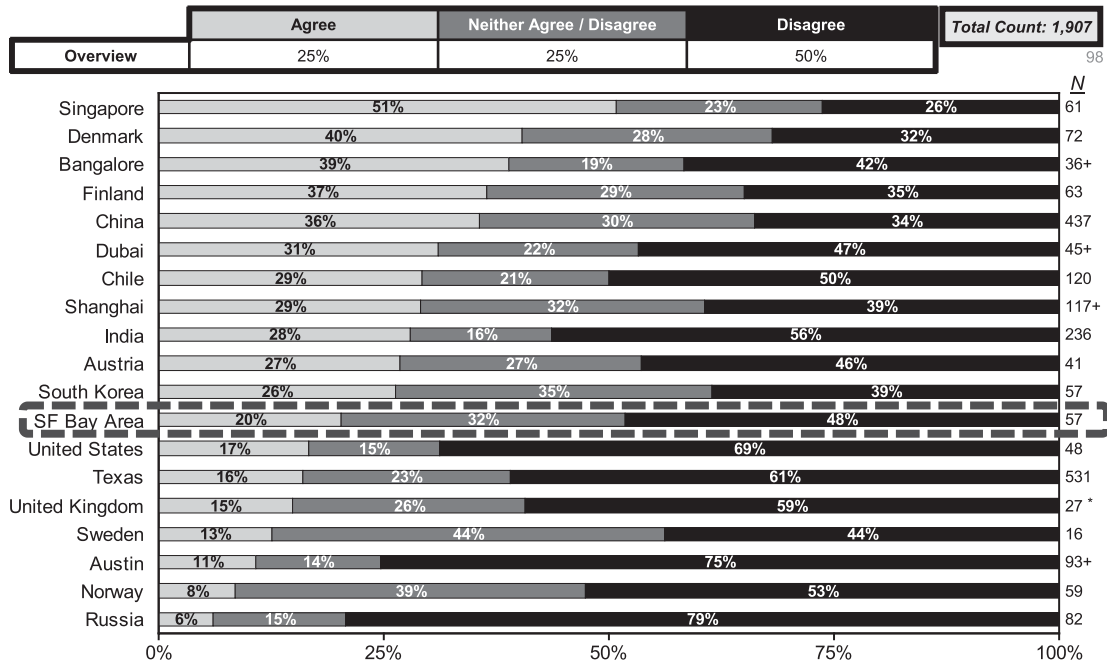 Agree Neither Agree / Disagree Disagree Total Count: 1,907
Overview 25% 25% 50% 98
N
Singapore 51% 23% 26% 61
Denmark 40% 28% 32% 72
Bangalore 39% 19% 42% 36+
Finland 37% 29% 35% 63
China 36% 30% 34% 437
Dubai 31% 22% 47% 45+
Chile 29% 21% 50% 120
Shanghai 29% 32% 39% 117+
India 28% 16% 56% 236
Austria 27% 27% 46% 41
South Korea 26% 35% 39% 57
SF Bay Area 20% 32% 48% 57
United States 17% 15% 69% 48
Texas 16% 23% 61% 531
United Kingdom 15% 26% 59% 27 *
Sweden 13% 44% 44% 16
Austin 11% 14% 75% 93+
Norway 8% 39% 53% 59
Russia 6% 15% 79% 82
0% 25% 50% 75% 100%